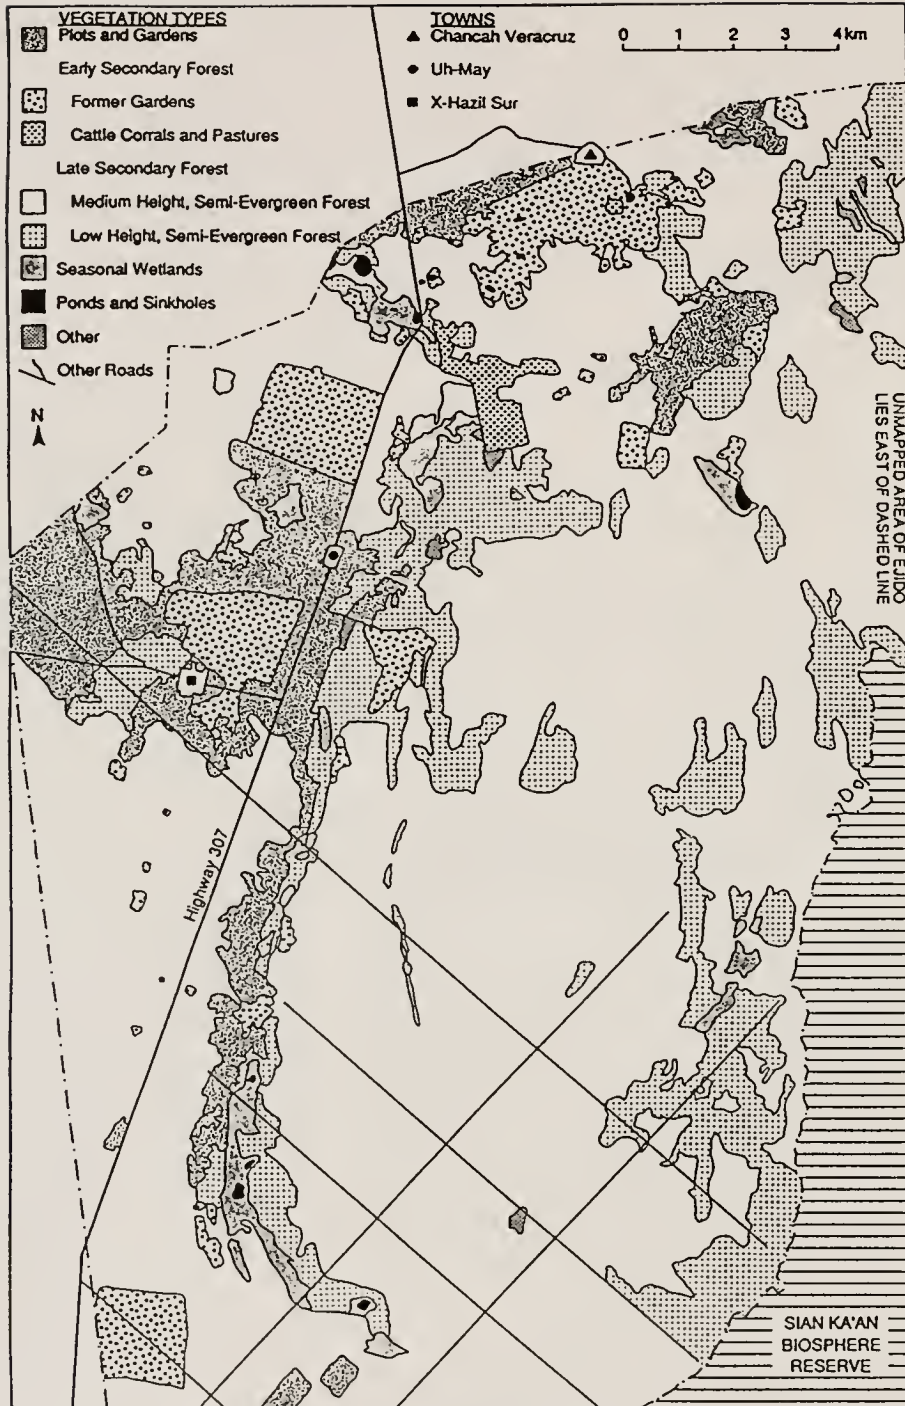 VEGETATION TYPES
Plots and Gardens
Early Secondary Forest
Former Gardens
Cattle Corrals and Pastures
Late Secondary Forest
Medium Height, Semi-Evergreen Forest
Low Height, Semi-Evergreen Forest
Seasonal Wetlands
Ponds and Sinkholes
Other
Other Roads
N
TOWNS
Chancah Veracruz
Uh-May
X-Hazil Sur
0 1 2 3 4 km
UNMAPPED AREA OF EJIDO
LIES EAST OF DASHED LINE
Highway 307
SIAN KA'AN
BIOSPHERE
RESERVE